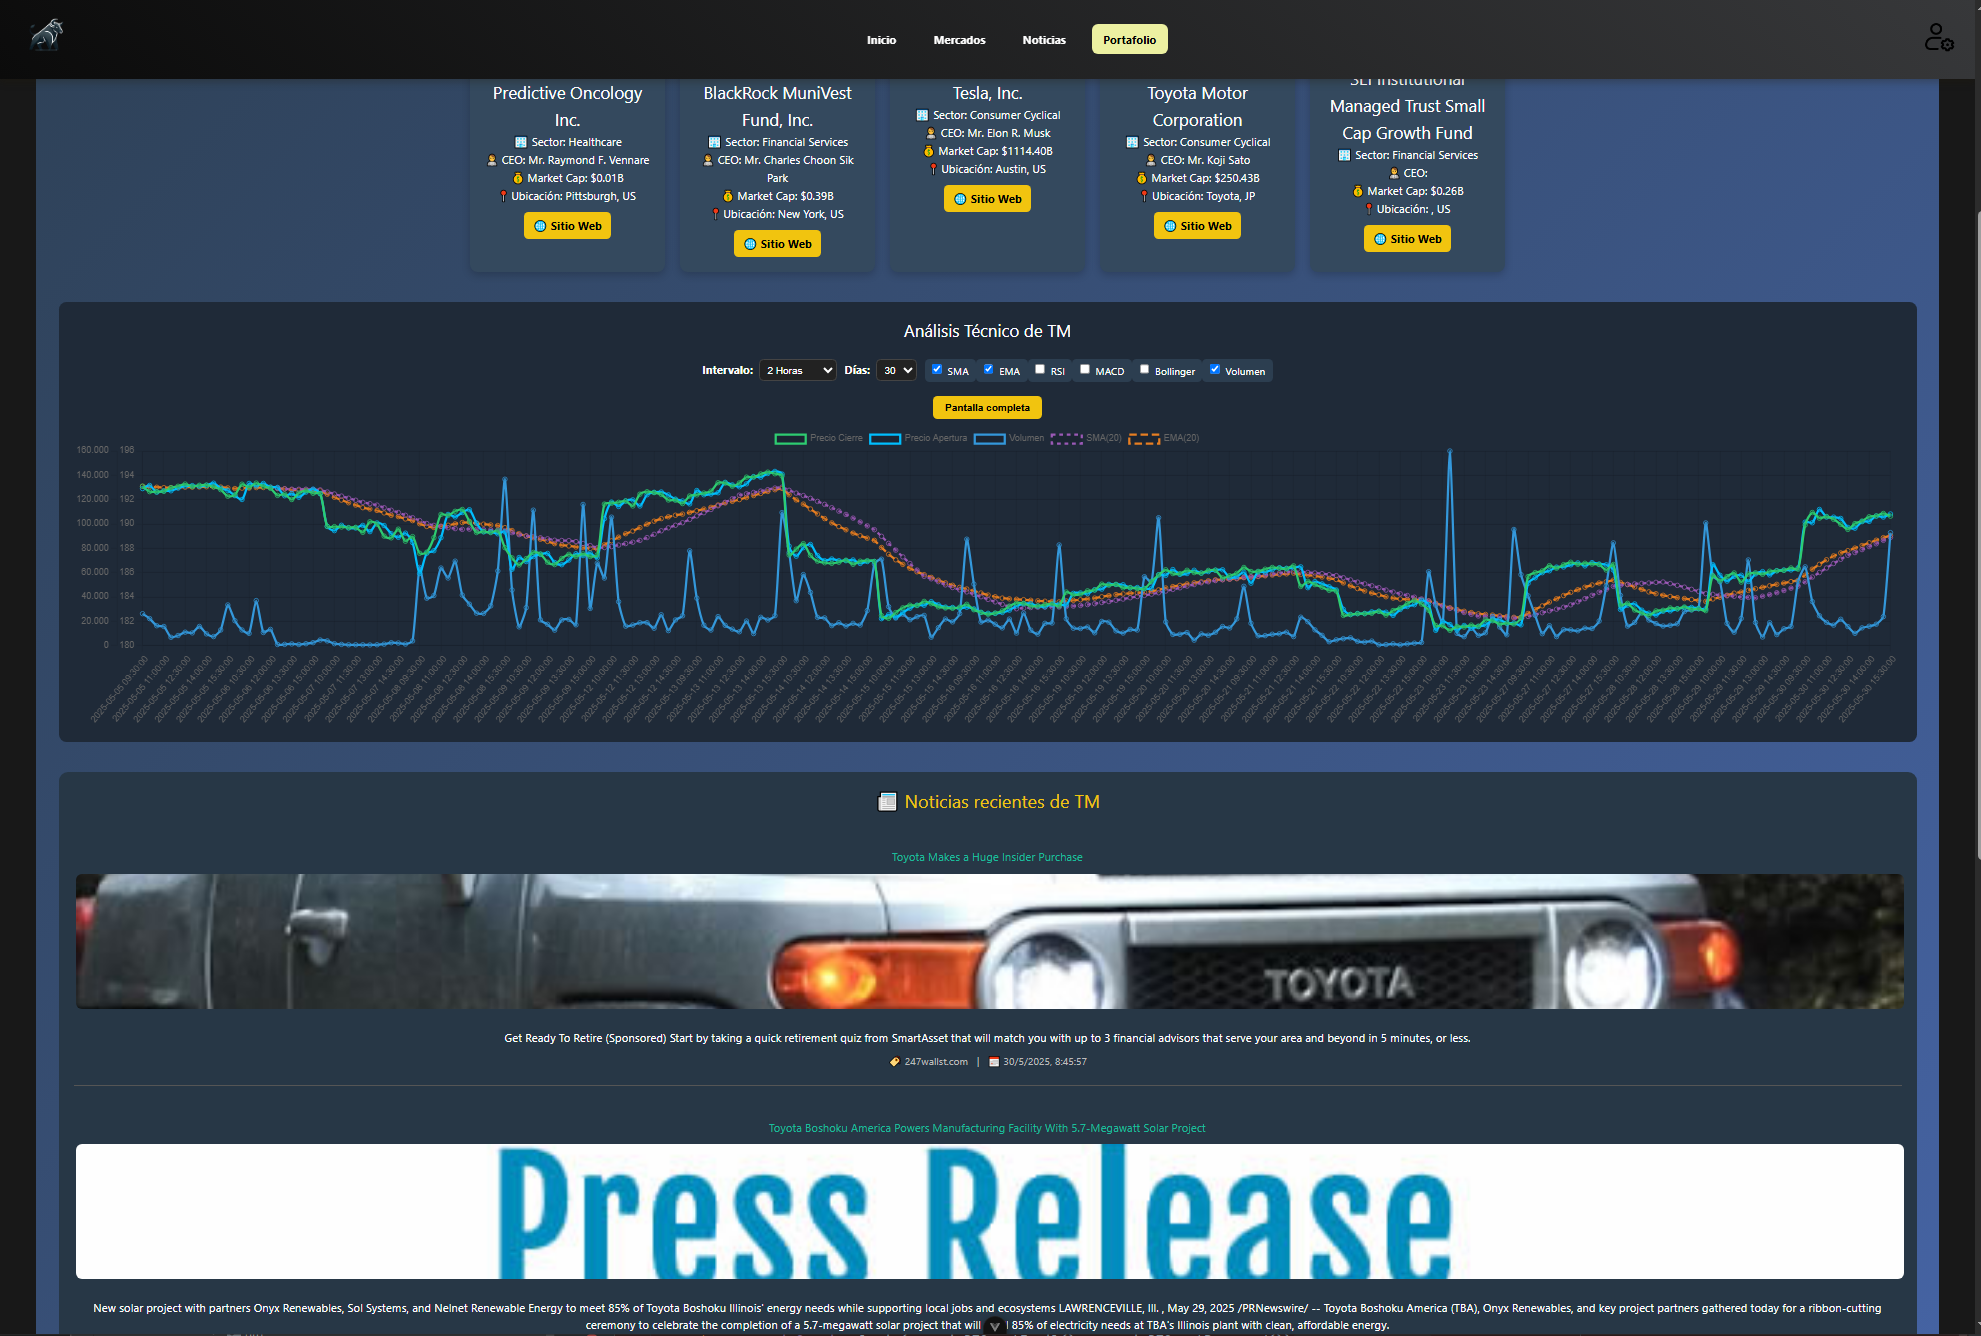 Inicio Mercados Noticias Portafolio
Predictive Oncology
Inc.
Sector: Healthcare
CEO: Mr. Raymond F. Vennare
Market Cap: $0.01B
Ubicación: Pittsburgh, US
Sitio Web
BlackRock MuniVest
Fund, Inc.
Sector: Financial Services
CEO: Mr. Charles Choon Sik
Park
Market Cap: $0.39B
Ubicación: New York, US
Sitio Web
Tesla, Inc.
Sector: Consumer Cyclical
CEO: Mr. Elon R. Musk
Market Cap: $1114.40B
Ubicación: Austin, US
Sitio Web
Toyota Motor
Corporation
Sector: Consumer Cyclical
CEO: Mr. Koji Sato
Market Cap: $250.43B
Ubicación: Toyota, JP
Sitio Web
SEI Institutional
Managed Trust Small
Cap Growth Fund
Sector: Financial Services
CEO:
Market Cap: $0.26B
Ubicación: , US
Sitio Web
Análisis Técnico de TM
Intervalo: 2 Horas Días: 30 SMA EMA RSI MACD Bollinger Volumen
Pantalla completa
Precio Cierre Precio Apertura Volumen SMA(20) EMA(20)
160.000 196
140.000 194
120.000 192
100.000 190
80.000 188
60.000 186
40.000 184
20.000 182
0 180
Noticias recientes de TM
Toyota Makes a Huge Insider Purchase
TOYOTA
Get Ready To Retire (Sponsored) Start by taking a quick retirement quiz from SmartAsset that will match you with up to 3 financial advisors that serve your area and beyond in 5 minutes, or less.
247wallst.com | 30/5/2025, 8:45:57
Toyota Boshoku America Powers Manufacturing Facility With 5.7-Megawatt Solar Project
Press Release
New solar project with partners Onyx Renewables, Sol Systems, and Nelnet Renewable Energy to meet 85% of Toyota Boshoku Illinois' energy needs while supporting local jobs and ecosystems LAWRENCEVILLE, Ill. , May 29, 2025 /PRNewswire/ -- Toyota Boshoku America (TBA), Onyx Renewables, and key project partners gathered today for a ribbon-cutting
ceremony to celebrate the completion of a 5.7-megawatt solar project that will 85% of electricity needs at TBA's Illinois plant with clean, affordable energy.